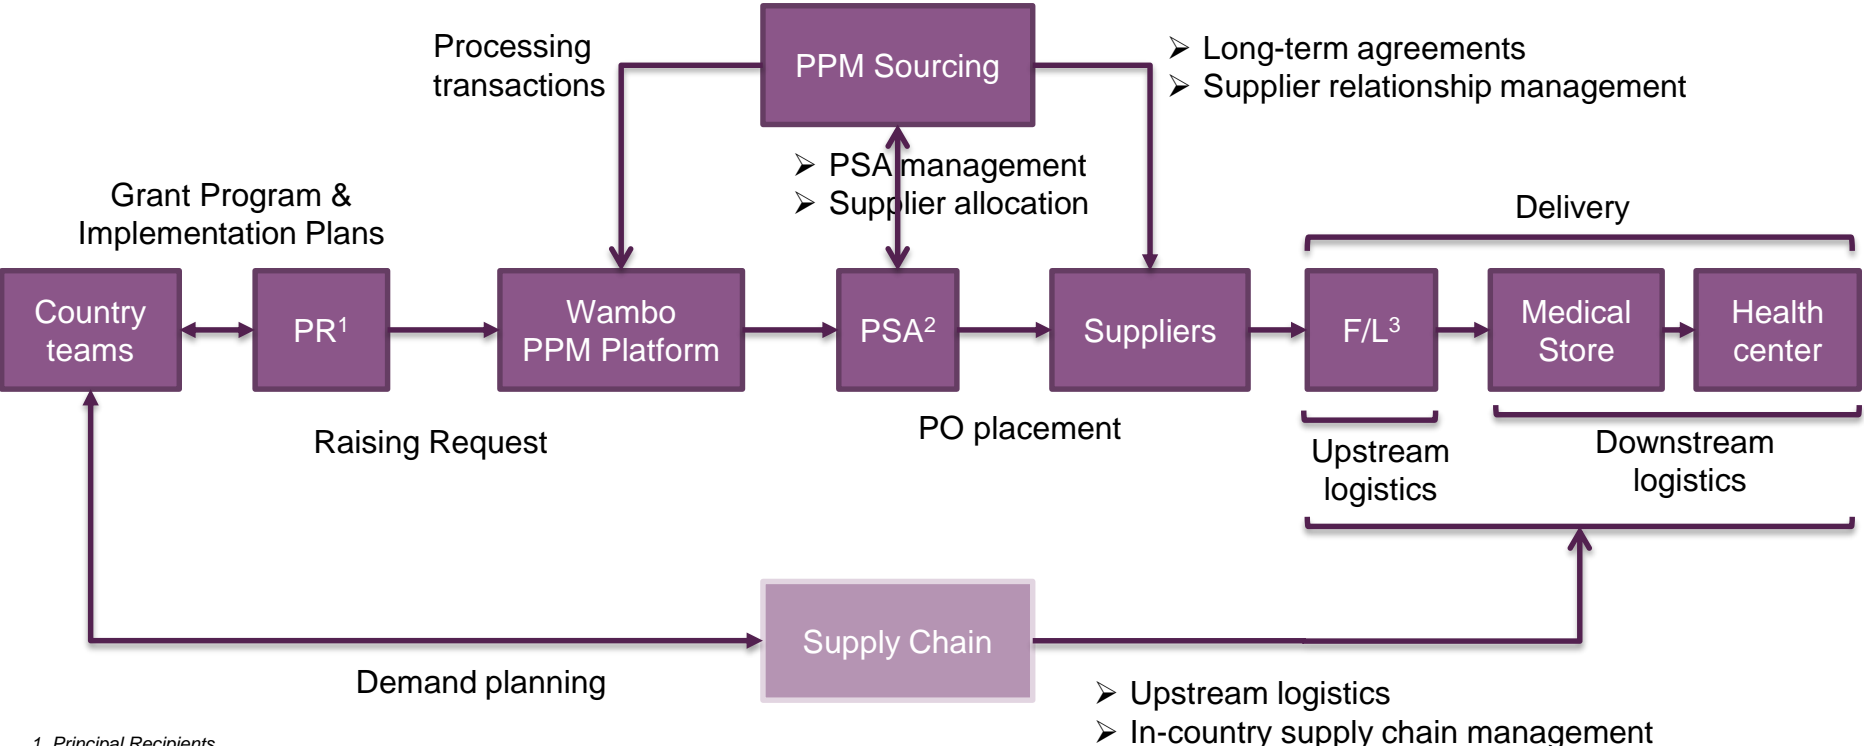 Processing
transactions
PPM Sourcing
➢ Long-term agreements
➢ Supplier relationship management
➢ PSA management
➢ Supplier allocation
Grant Program &
Implementation Plans
Delivery
Country
teams
PR¹
Wambo
PPM Platform
PSA²
Suppliers
F/L³
Medical
Store
Health
center
Raising Request
PO placement
Upstream
logistics
Downstream
logistics
Supply Chain
Demand planning
➢ Upstream logistics
➢ In-country supply chain management
1. Principal Recipients